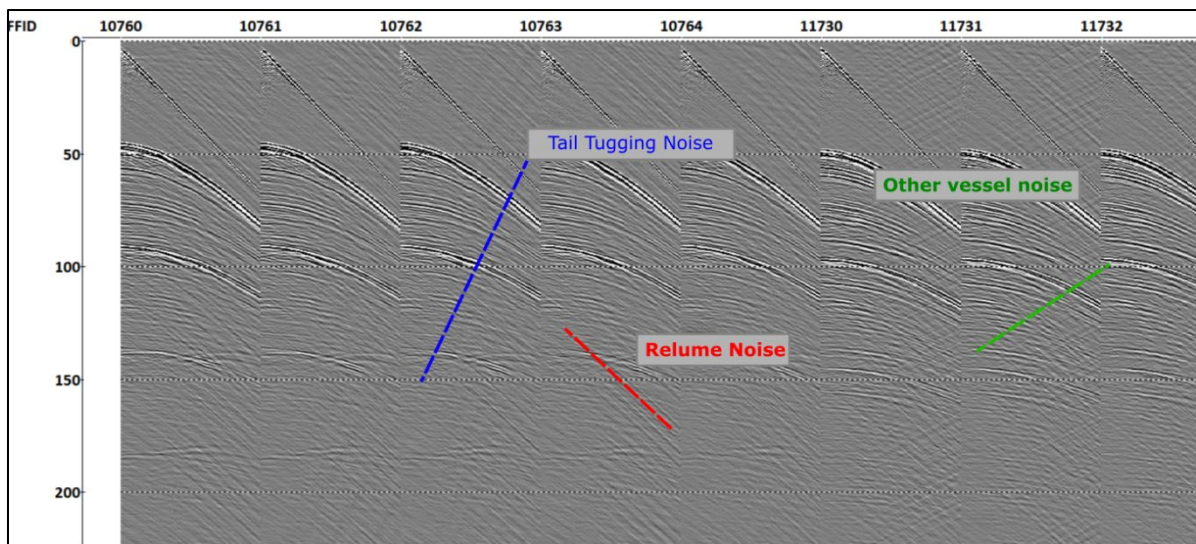 FFID 10760 10761 10762 10763 10764 11730 11731 11732
0
Tail Tugging Noise
50
Other vessel noise
100
Relume Noise
150
200